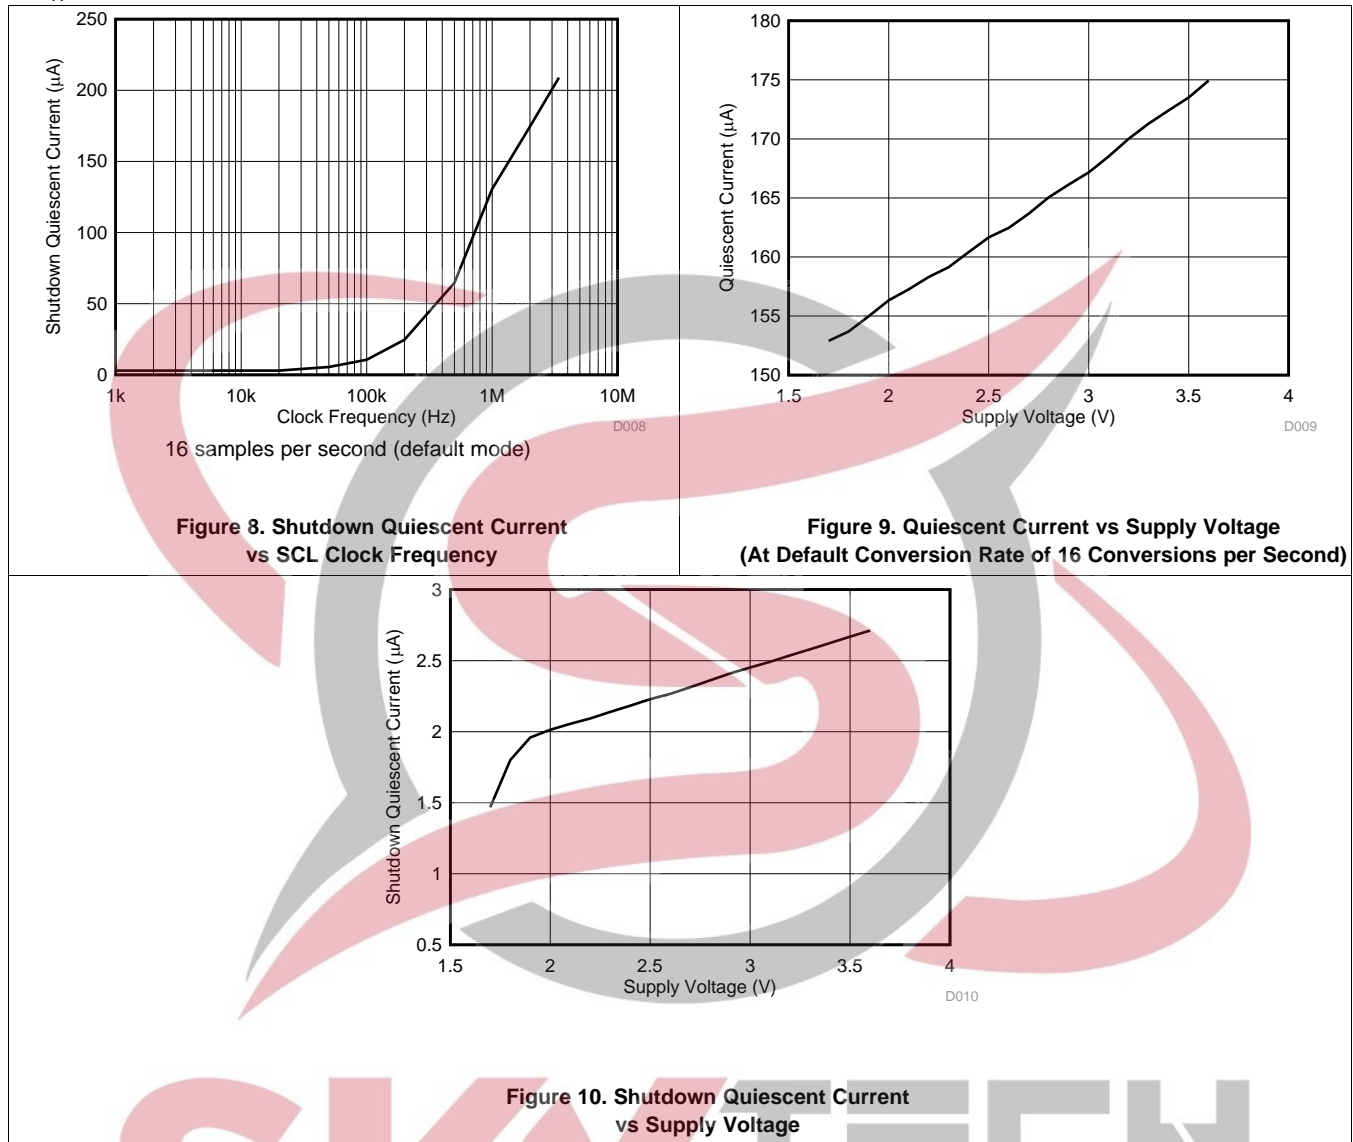 250
200
150
100
50
0
Shutdown Quiescent Current (µA)
1k 10k 100k 1M 10M
Clock Frequency (Hz)
D008
16 samples per second (default mode)
Figure 8. Shutdown Quiescent Current
vs SCL Clock Frequency
180
175
170
165
160
155
150
Quiescent Current (µA)
1.5 2 2.5 3 3.5 4
Supply Voltage (V)
D009
Figure 9. Quiescent Current vs Supply Voltage
(At Default Conversion Rate of 16 Conversions per Second)
3
2.5
2
1.5
1
0.5
Shutdown Quiescent Current (µA)
1.5 2 2.5 3 3.5 4
Supply Voltage (V)
D010
Figure 10. Shutdown Quiescent Current
vs Supply Voltage